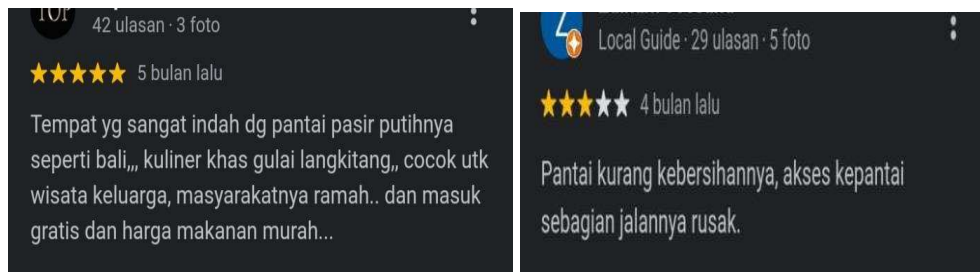 TOP
42 ulasan · 3 foto
5 bulan lalu
Tempat yg sangat indah dg pantai pasir putihnya
seperti bali,,, kuliner khas gulai langkitang,, cocok utk
wisata keluarga, masyarakatnya ramah.. dan masuk
gratis dan harga makanan murah...
Local Guide · 29 ulasan · 5 foto
4 bulan lalu
Pantai kurang kebersihannya, akses kepantai
sebagian jalannya rusak.